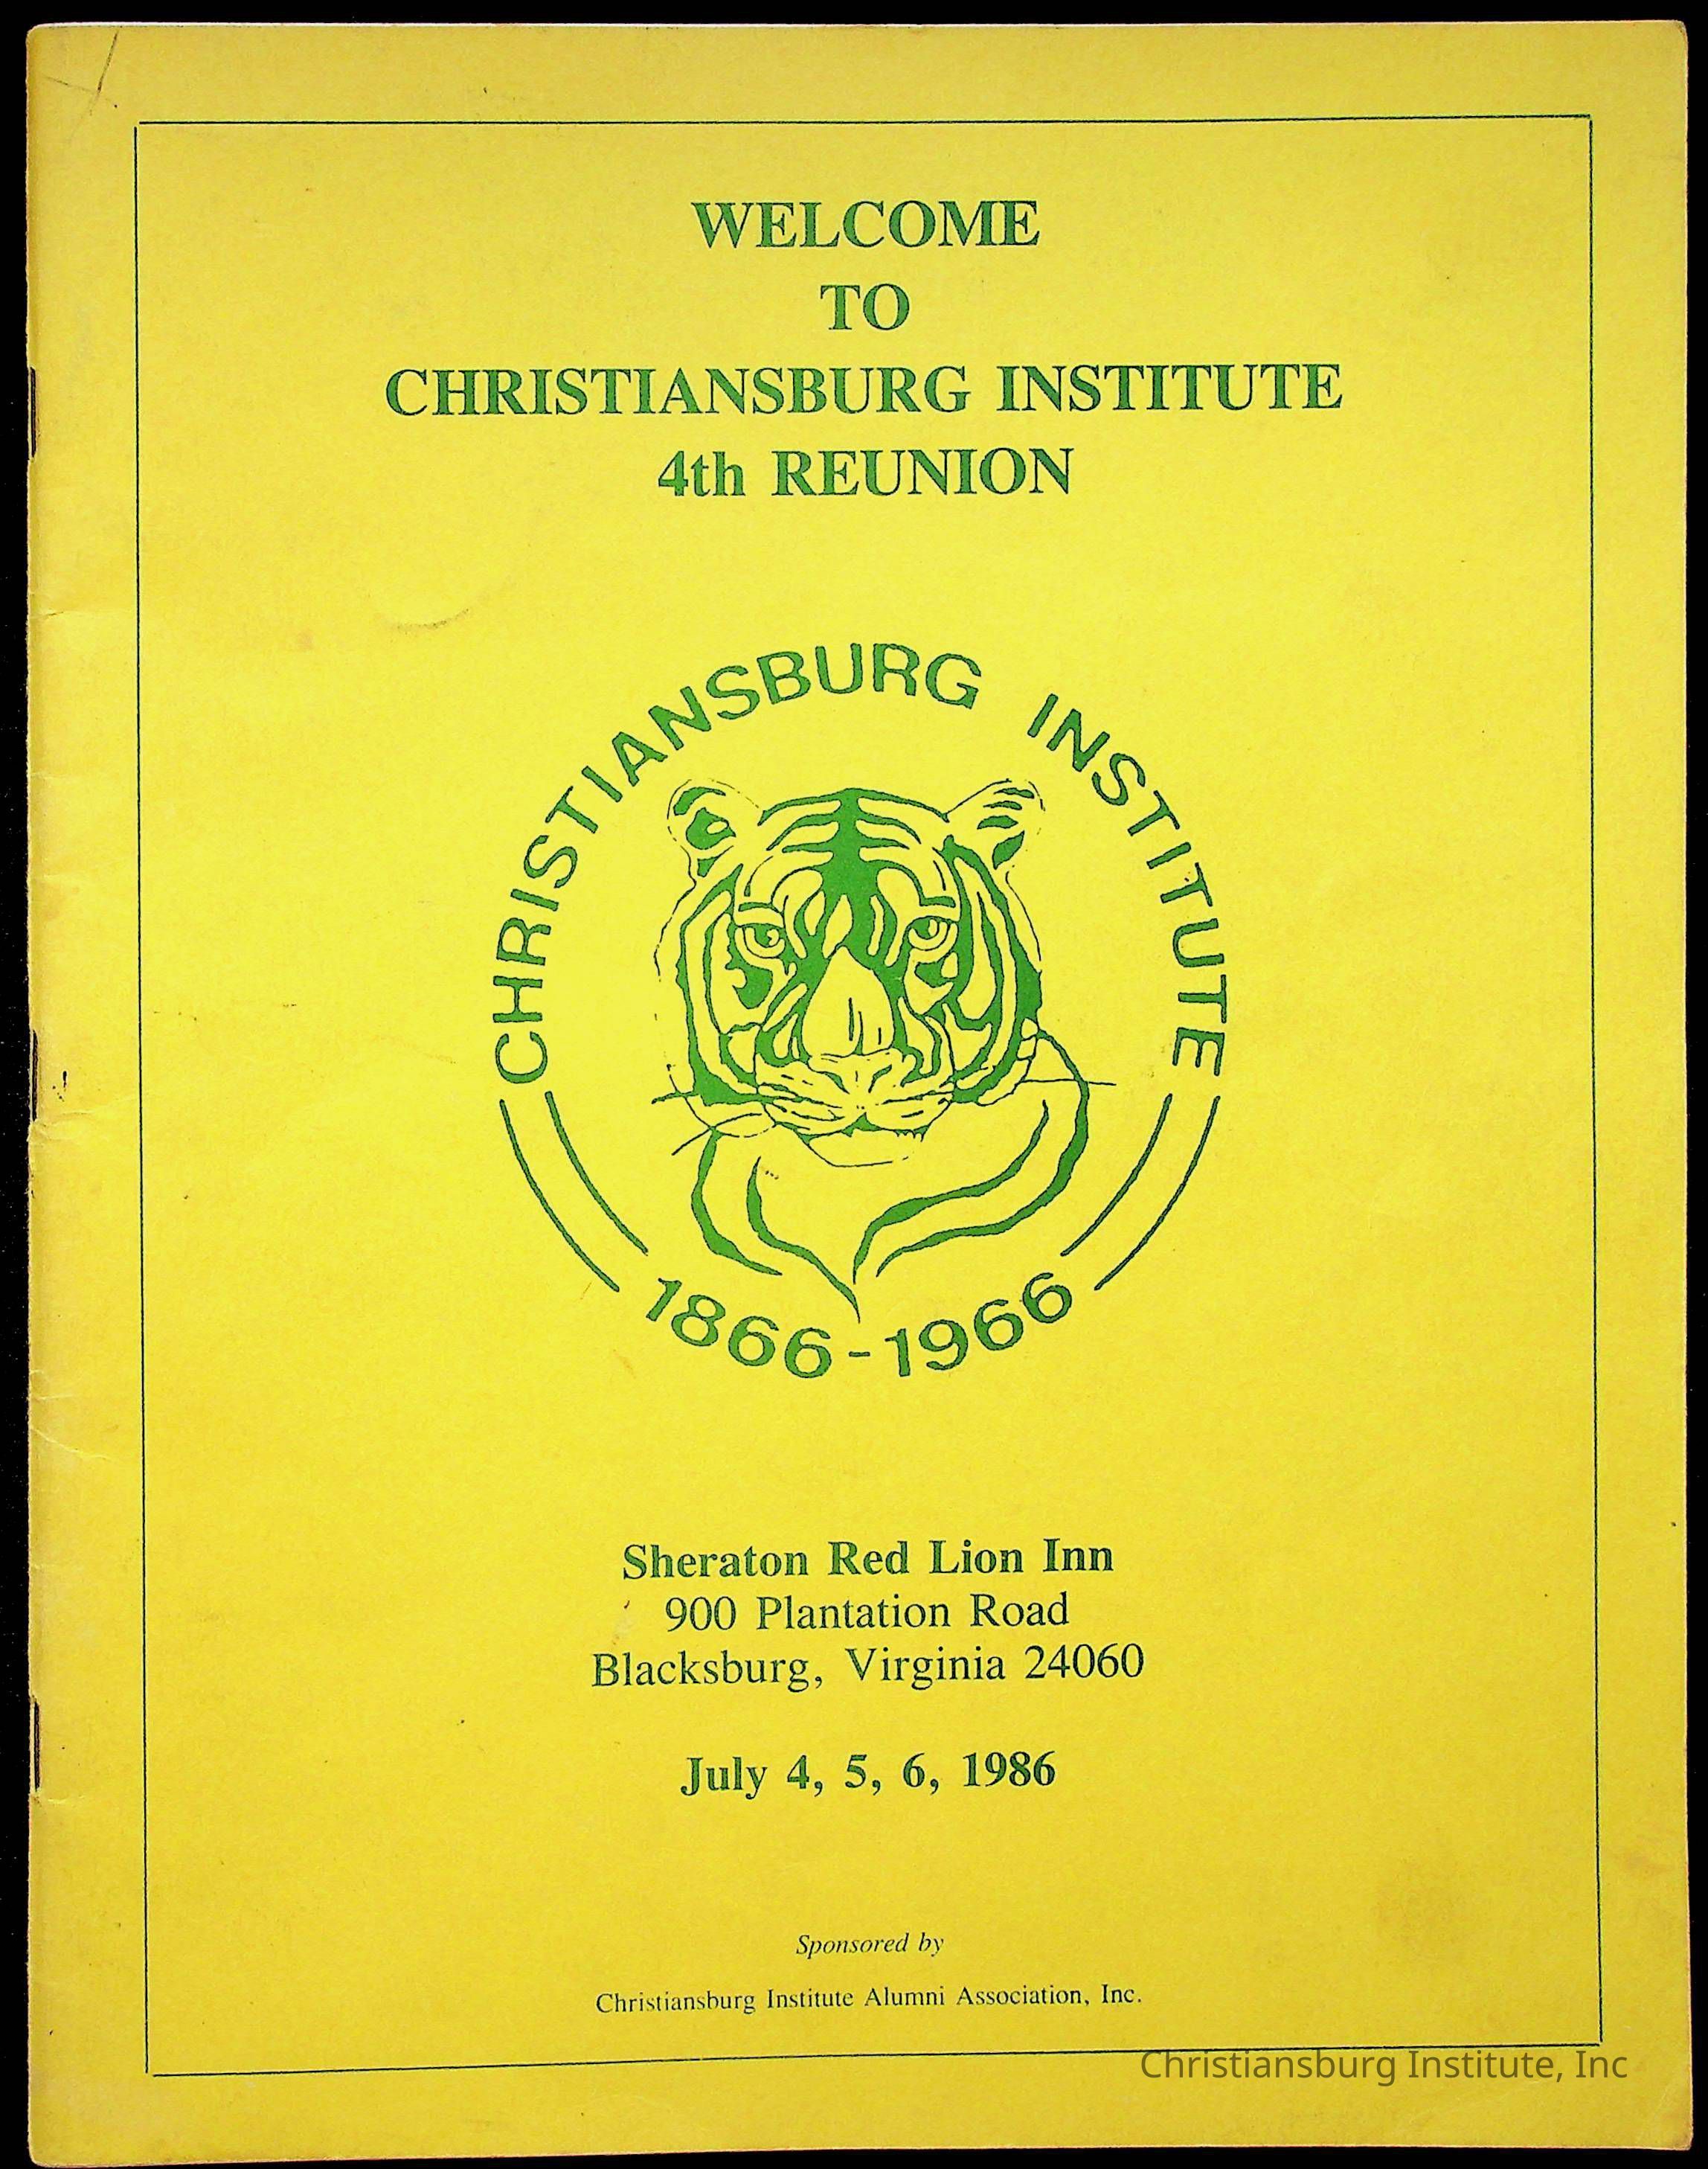 WELCOME
TO
CHRISTIANSBURG INSTITUTE
4th REUNION
CHRISTIANSBURG INSTITUTE
1866-1966
Sheraton Red Lion Inn
900 Plantation Road
Blacksburg, Virginia 24060
July 4, 5, 6, 1986
Sponsored by
Christiansburg Institute Alumni Association, Inc.
Christiansburg Institute, Inc